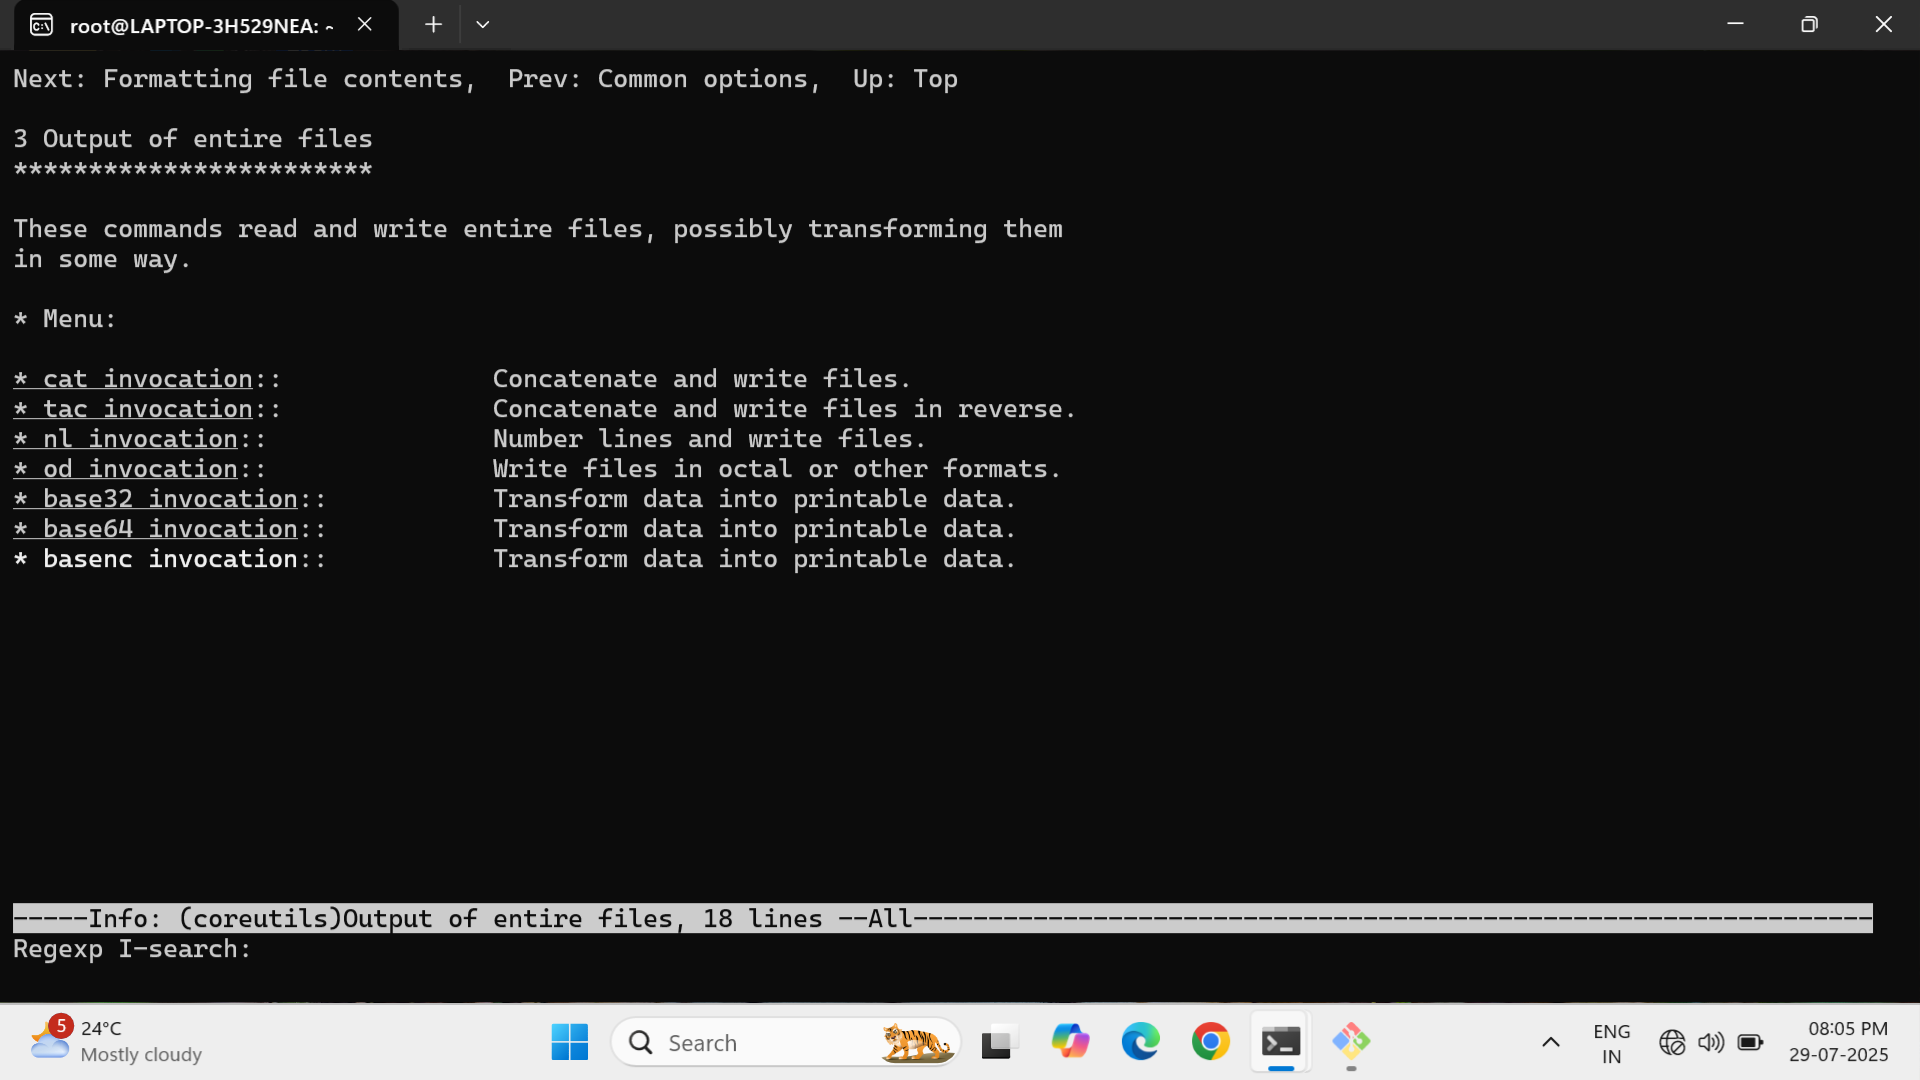 root@LAPTOP-3H529NEA: ~
Next: Formatting file contents,  Prev: Common options,  Up: Top
3 Output of entire files
************************
These commands read and write entire files, possibly transforming them
in some way.
* Menu:
* cat invocation::              Concatenate and write files.
* tac invocation::              Concatenate and write files in reverse.
* nl invocation::               Number lines and write files.
* od invocation::               Write files in octal or other formats.
* base32 invocation::           Transform data into printable data.
* base64 invocation::           Transform data into printable data.
* basenc invocation::           Transform data into printable data.
-----Info: (coreutils)Output of entire files, 18 lines --All----------------------------------------------------------------
Regexp I-search:
5
24°C
Mostly cloudy
Search
ENG
IN
08:05 PM
29-07-2025